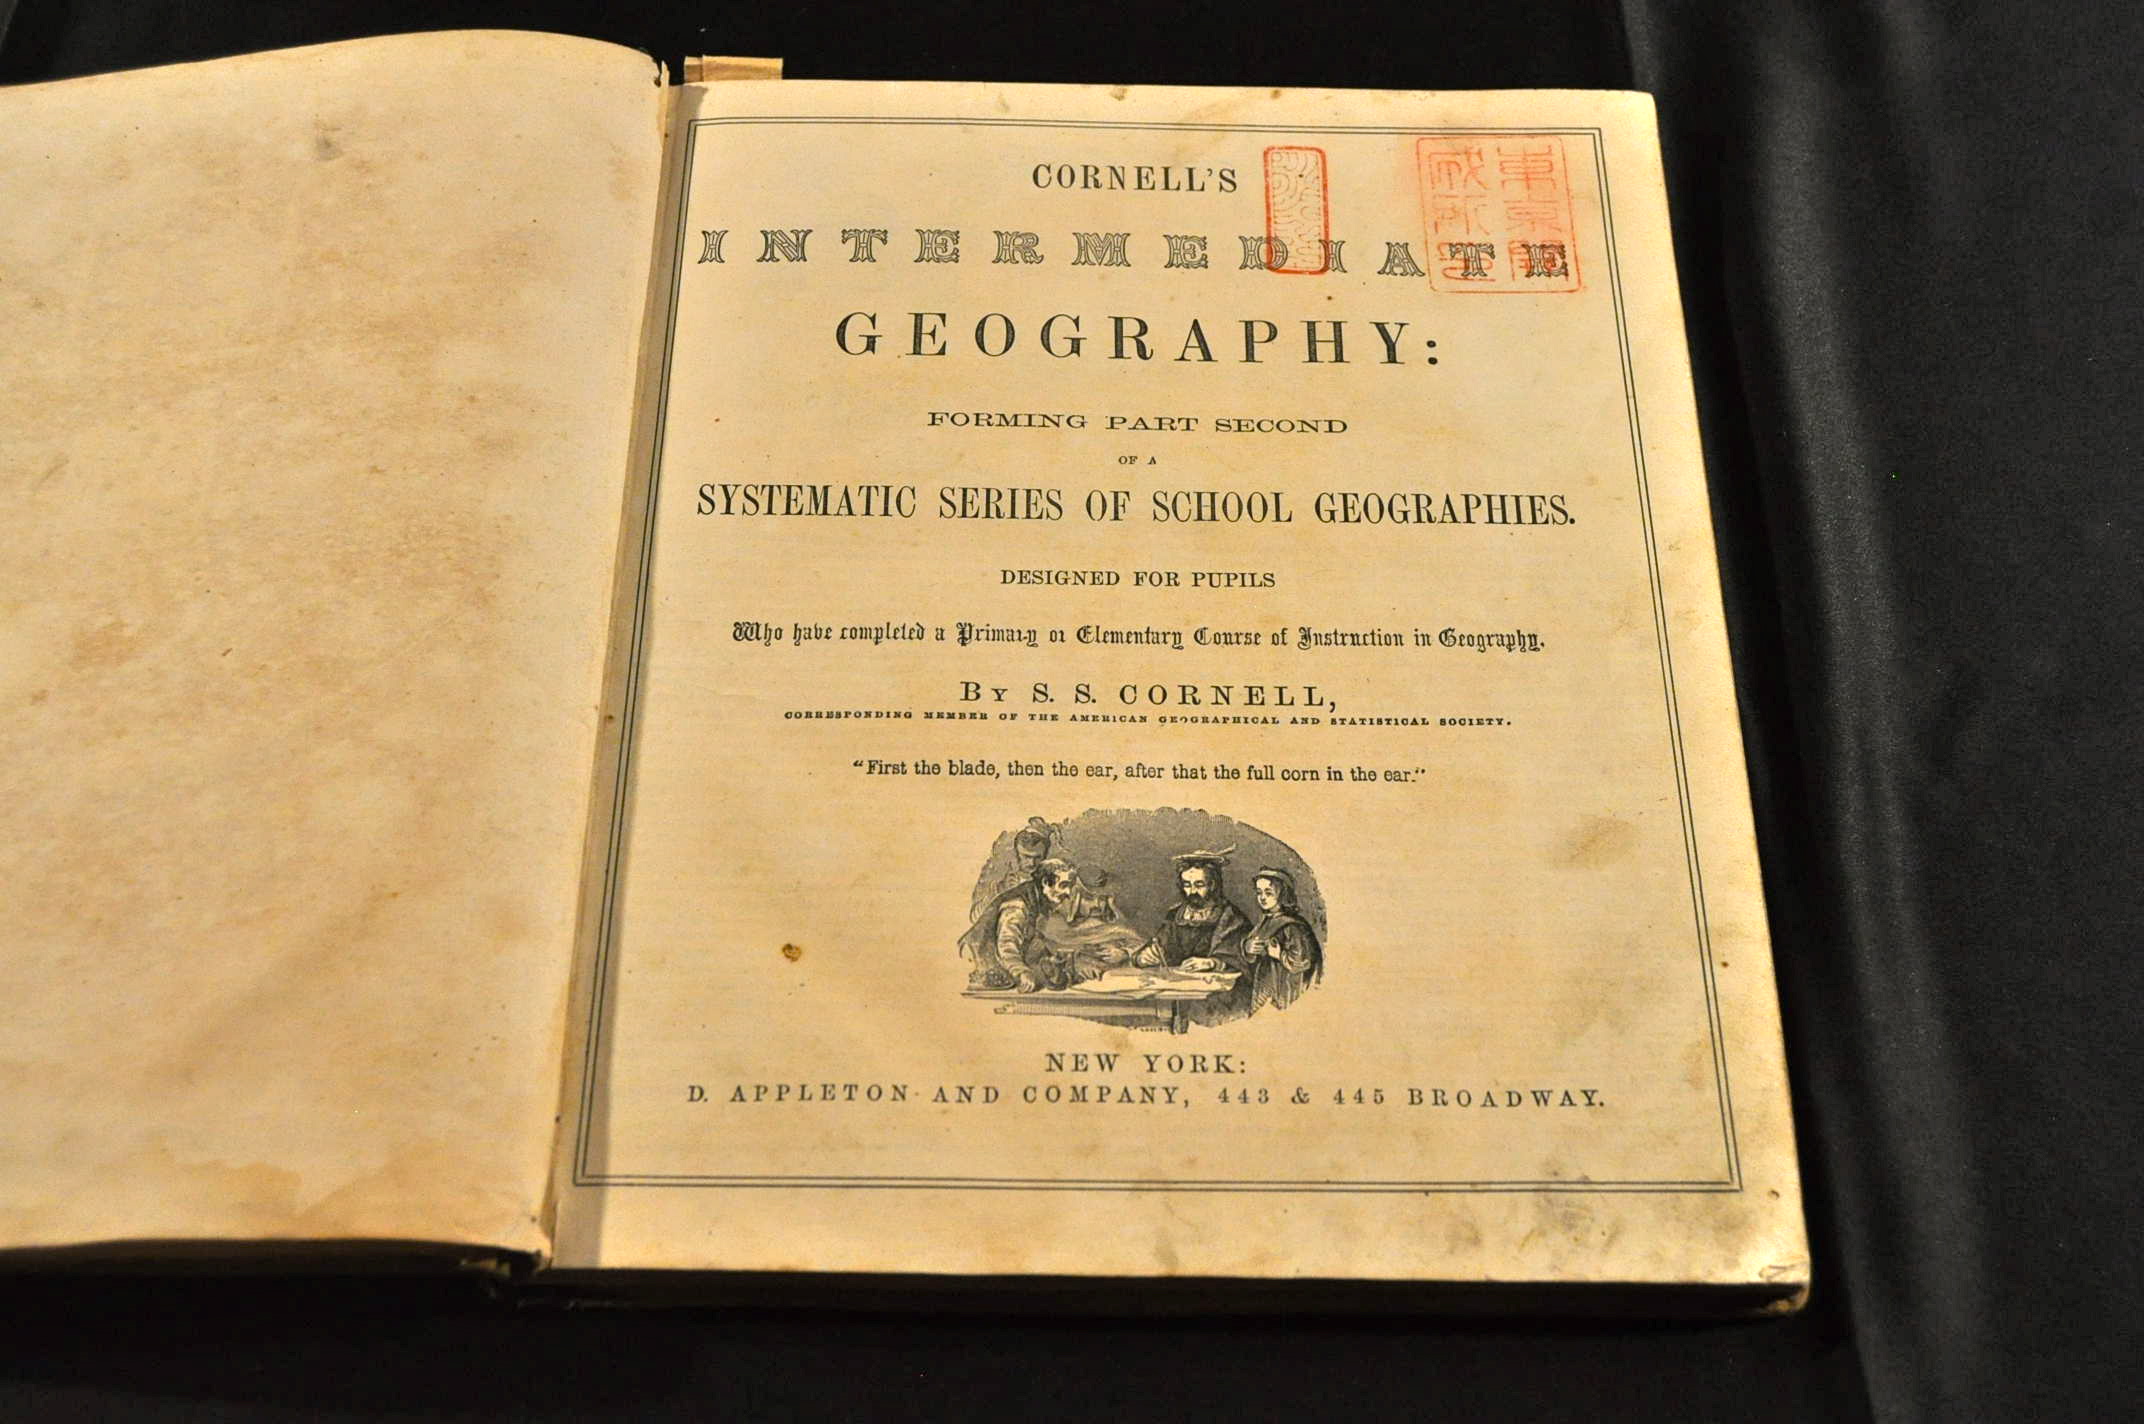 CORNELL'S
INTERMEDIATE
GEOGRAPHY:
FORMING PART SECOND
OF A
SYSTEMATIC SERIES OF SCHOOL GEOGRAPHIES.
DESIGNED FOR PUPILS
Who have completed a Primary or Elementary Course of Instruction in Geography.
BY S. S. CORNELL,
CORRESPONDING MEMBER OF THE AMERICAN GEOGRAPHICAL AND STATISTICAL SOCIETY.
"First the blade, then the ear, after that the full corn in the ear."
NEW YORK:
D. APPLETON AND COMPANY, 443 & 445 BROADWAY.